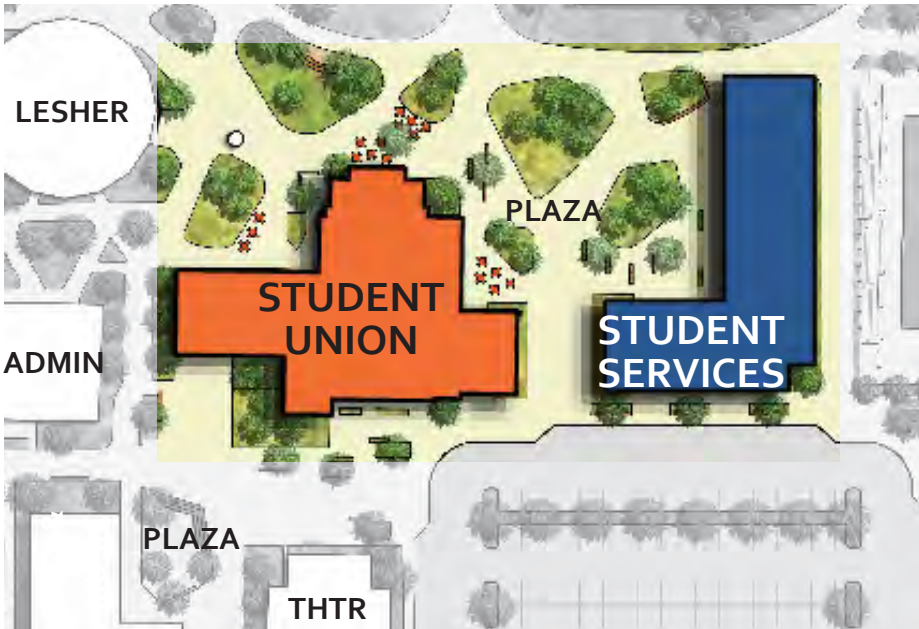 LESHER
PLAZA
STUDENT
UNION
STUDENT
SERVICES
ADMIN
PLAZA
THTR